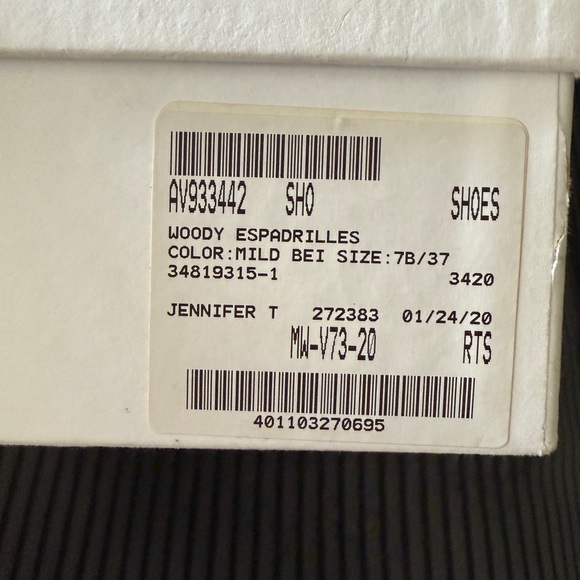 AV933442 SHO SHOES
WOODY ESPADRILLES
COLOR:MILD BEI SIZE:7B/37
34819315-1 3420
JENNIFER T 272383 01/24/20
MW-V73-20 RTS
401103270695